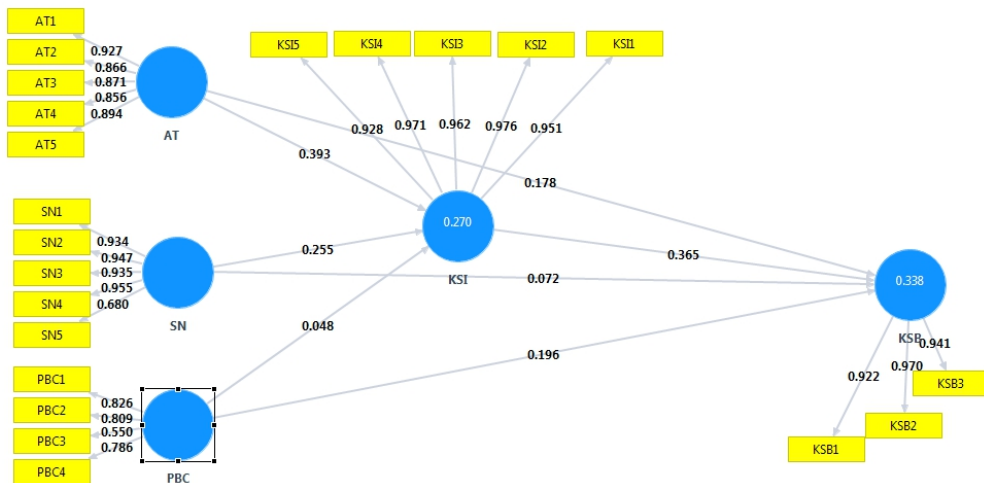 AT1
AT2
AT3
AT4
AT5
0.927
0.866
0.871
0.856
0.894
AT
KSI5
KSI4
KSI3
KSI2
KSI1
0.928
0.971
0.962
0.976
0.951
0.393
0.178
0.270
KSI
SN1
SN2
SN3
SN4
SN5
0.934
0.947
0.935
0.955
0.680
SN
0.255
0.072
0.365
0.048
0.196
PBC1
PBC2
PBC3
PBC4
0.826
0.809
0.550
0.786
PBC
0.338
KSB
0.922
0.970
0.941
KSB1
KSB2
KSB3